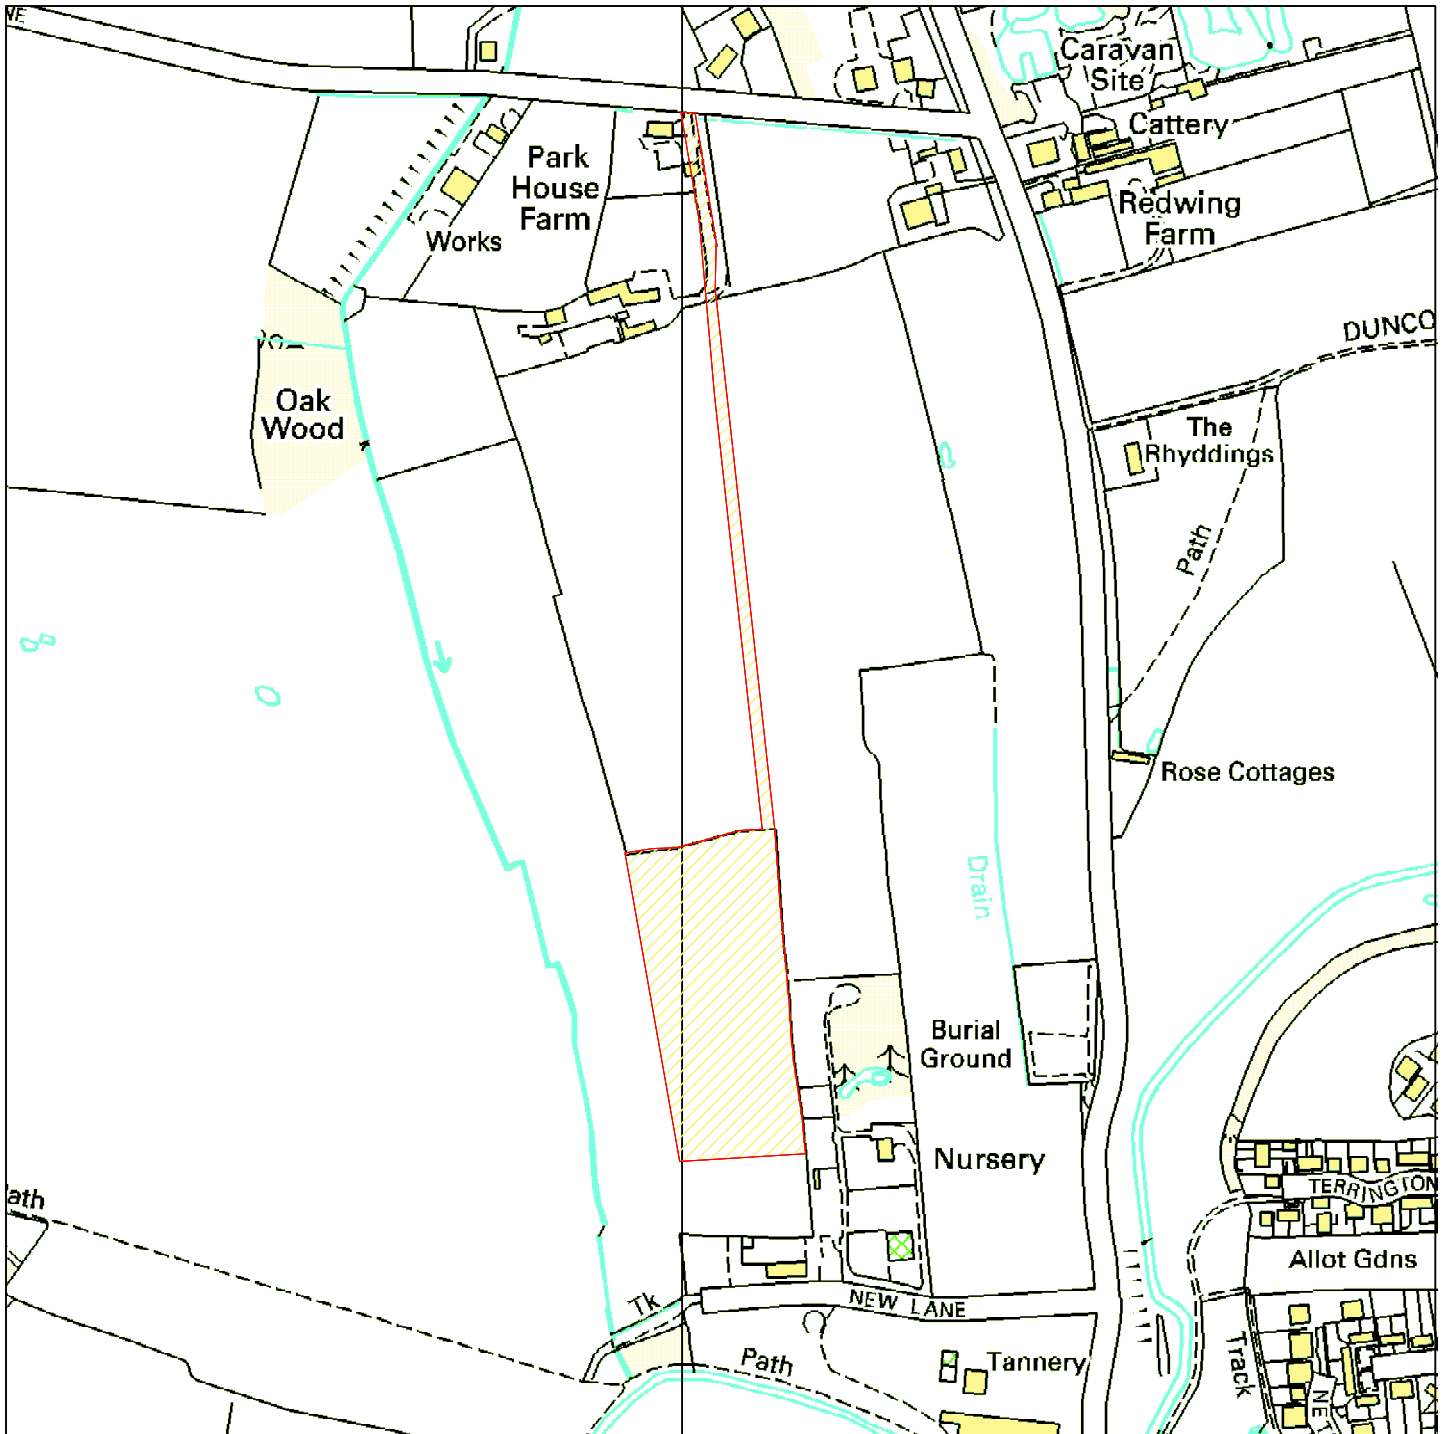 Caravan
Site
Cattery
Park
House
Farm
Works
Redwing
Farm
DUNCO
Oak
Wood
The
Rhyddings
Path
Rose Cottages
Drain
Burial
Ground
Nursery
TERRINGTON
ath
Allot Gdns
Tk
NEW LANE
Path
Tannery
Track
NET